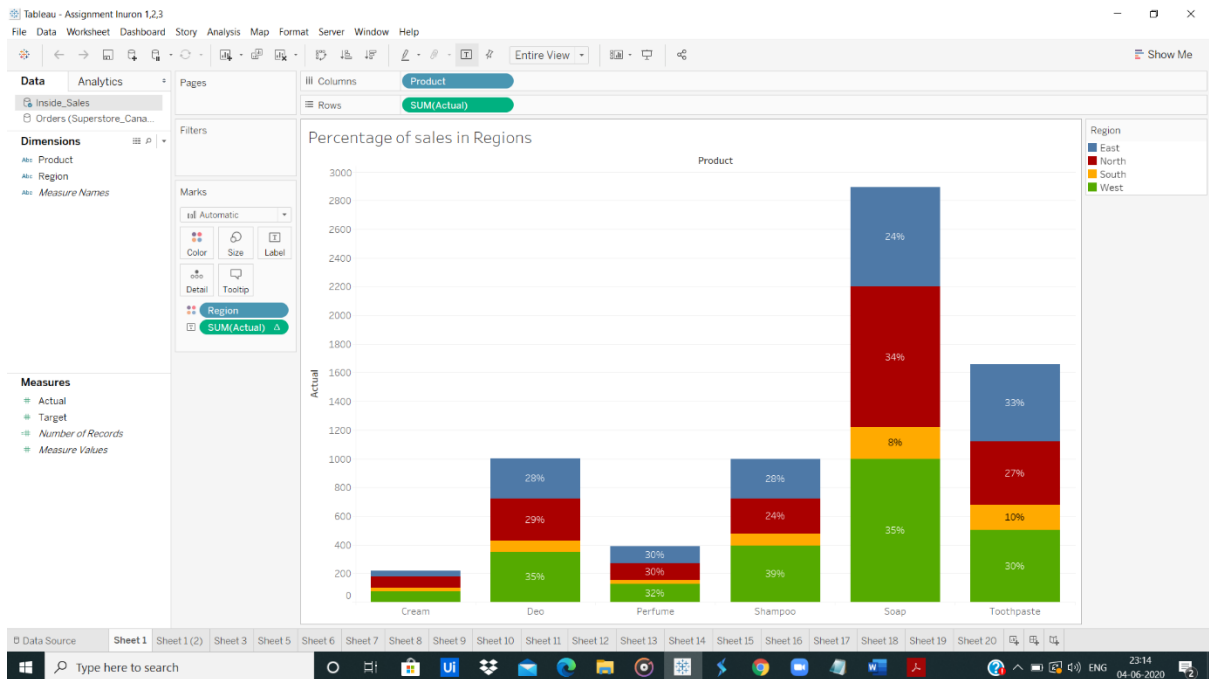 Tableau - Assignment Inuron 1,2,3
File Data Worksheet Dashboard Story Analysis Map Format Server Window Help
Entire View
Show Me
Data Analytics
Pages
Columns Product
Inside_Sales
Rows SUM(Actual)
Orders (Superstore_Cana...
Filters
Dimensions
Abc Product
Abc Region
Abc Measure Names
Marks
Automatic
Color Size Label
Detail Tooltip
Region
SUM(Actual) Δ
Measures
# Actual
# Target
=# Number of Records
# Measure Values
Percentage of sales in Regions
Product
Actual
3000
2800
2600
2400
2200
2000
1800
1600
1400
1200
1000
800
600
400
200
0
28%
29%
35%
30%
30%
32%
28%
24%
39%
24%
34%
8%
35%
33%
27%
10%
30%
Cream Deo Perfume Shampoo Soap Toothpaste
Region
East
North
South
West
Data Source Sheet 1 Sheet 1 (2) Sheet 3 Sheet 5 Sheet 6 Sheet 7 Sheet 8 Sheet 9 Sheet 10 Sheet 11 Sheet 12 Sheet 13 Sheet 14 Sheet 15 Sheet 16 Sheet 17 Sheet 18 Sheet 19 Sheet 20
Type here to search
Ui
ENG
23:14
04-06-2020
2